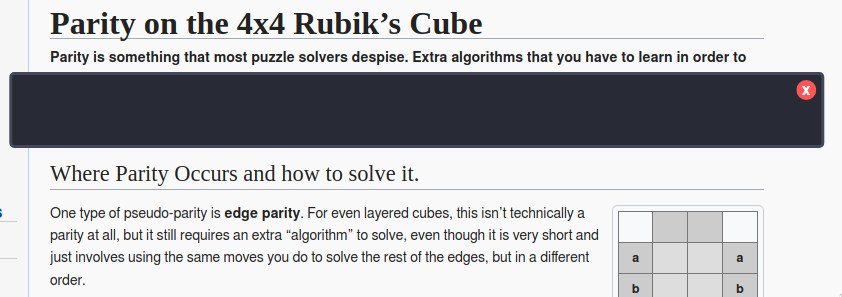 Parity on the 4x4 Rubik’s Cube
Parity is something that most puzzle solvers despise. Extra algorithms that you have to learn in order to
x
Where Parity Occurs and how to solve it.
One type of pseudo-parity is edge parity. For even layered cubes, this isn’t technically a
parity at all, but it still requires an extra “algorithm” to solve, even though it is very short and
just involves using the same moves you do to solve the rest of the edges, but in a different
order.
a a
b b